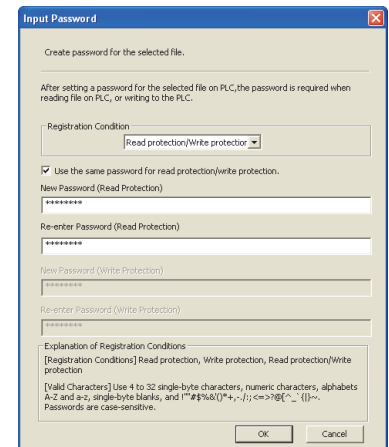 Input Password
Create password for the selected file.
After setting a password for the selected file on PLC,the password is required when
reading file on PLC, or writing to the PLC.
Registration Condition
Read protection/Write protection
Use the same password for read protection/write protection.
New Password (Read Protection)
********
Re-enter Password (Read Protection)
********
New Password (Write Protection)
********
Re-enter Password (Write Protection)
********
Explanation of Registration Conditions
[Registration Conditions] Read protection, Write protection, Read protection/Write
protection
[Valid Characters] Use 4 to 32 single-byte characters, numeric characters, alphabets
A-Z and a-z, single-byte blanks, and !""#$%&'()*+,-./:;<=>?@[^_`{|}~.
Passwords are case-sensitive.
OK
Cancel